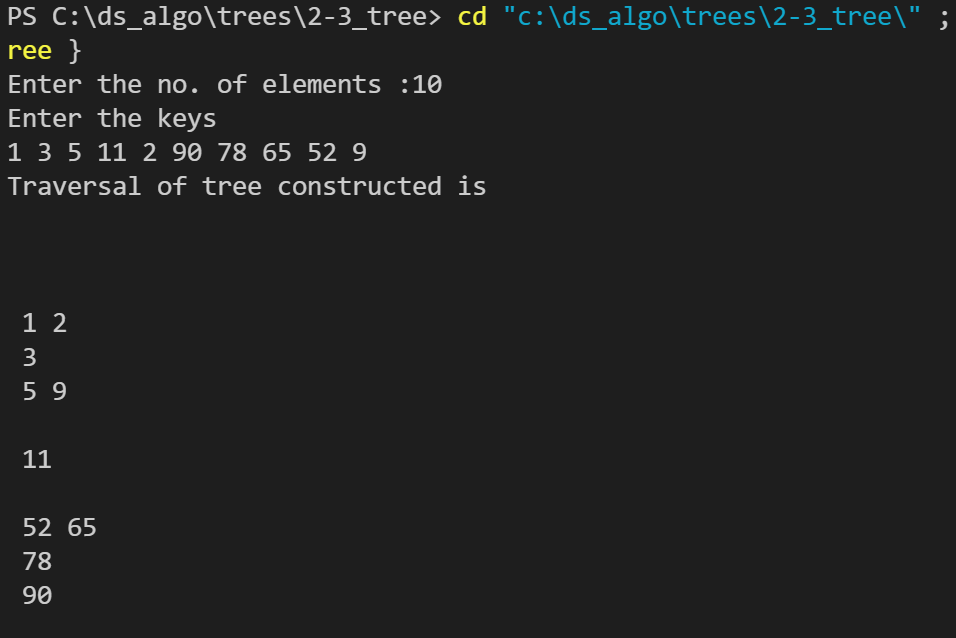 PS C:\ds_algo\trees\2-3_tree> cd "c:\ds_algo\trees\2-3_tree\" ;
ree }
Enter the no. of elements :10
Enter the keys
1 3 5 11 2 90 78 65 52 9
Traversal of tree constructed is
1 2
3
5 9
11
52 65
78
90